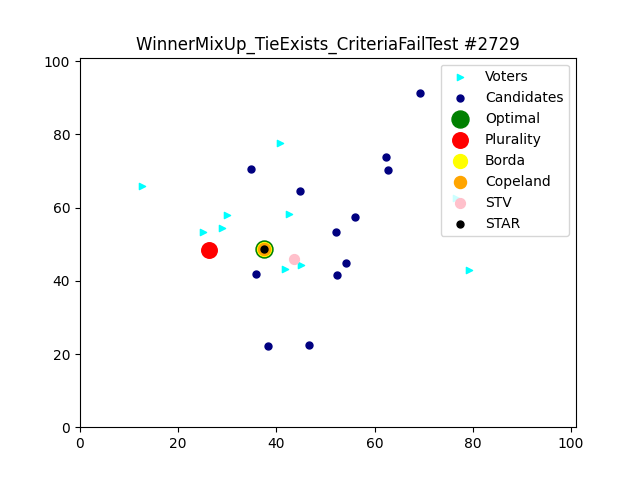 WinnerMixUp_TieExists_CriteriaFailTest #2729
100
80
60
40
20
0
0
20
40
60
80
100
Voters
Candidates
Optimal
Plurality
Borda
Copeland
STV
STAR